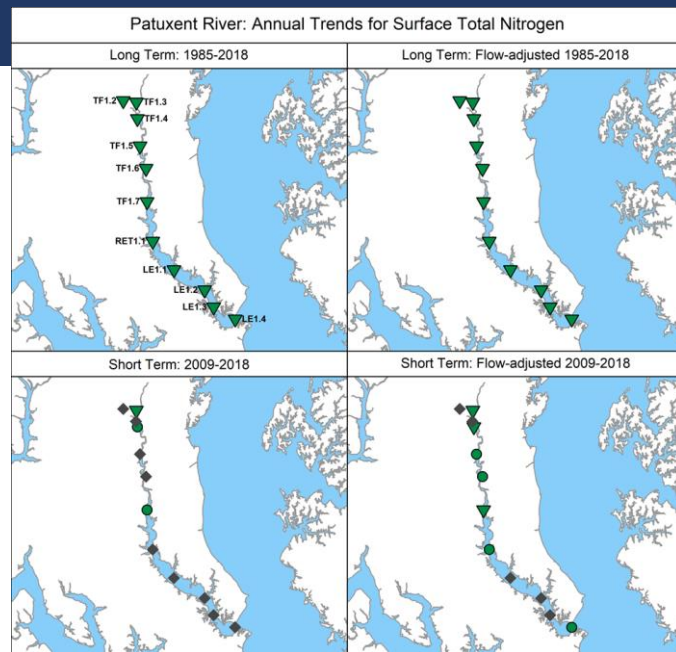 Patuxent River: Annual Trends for Surface Total Nitrogen
Long Term: 1985-2018
Long Term: Flow-adjusted 1985-2018
TF1.2
TF1.3
TF1.4
TF1.5
TF1.6
TF1.7
RET1.1
LE1.1
LE1.2
LE1.3
LE1.4
Short Term: 2009-2018
Short Term: Flow-adjusted 2009-2018